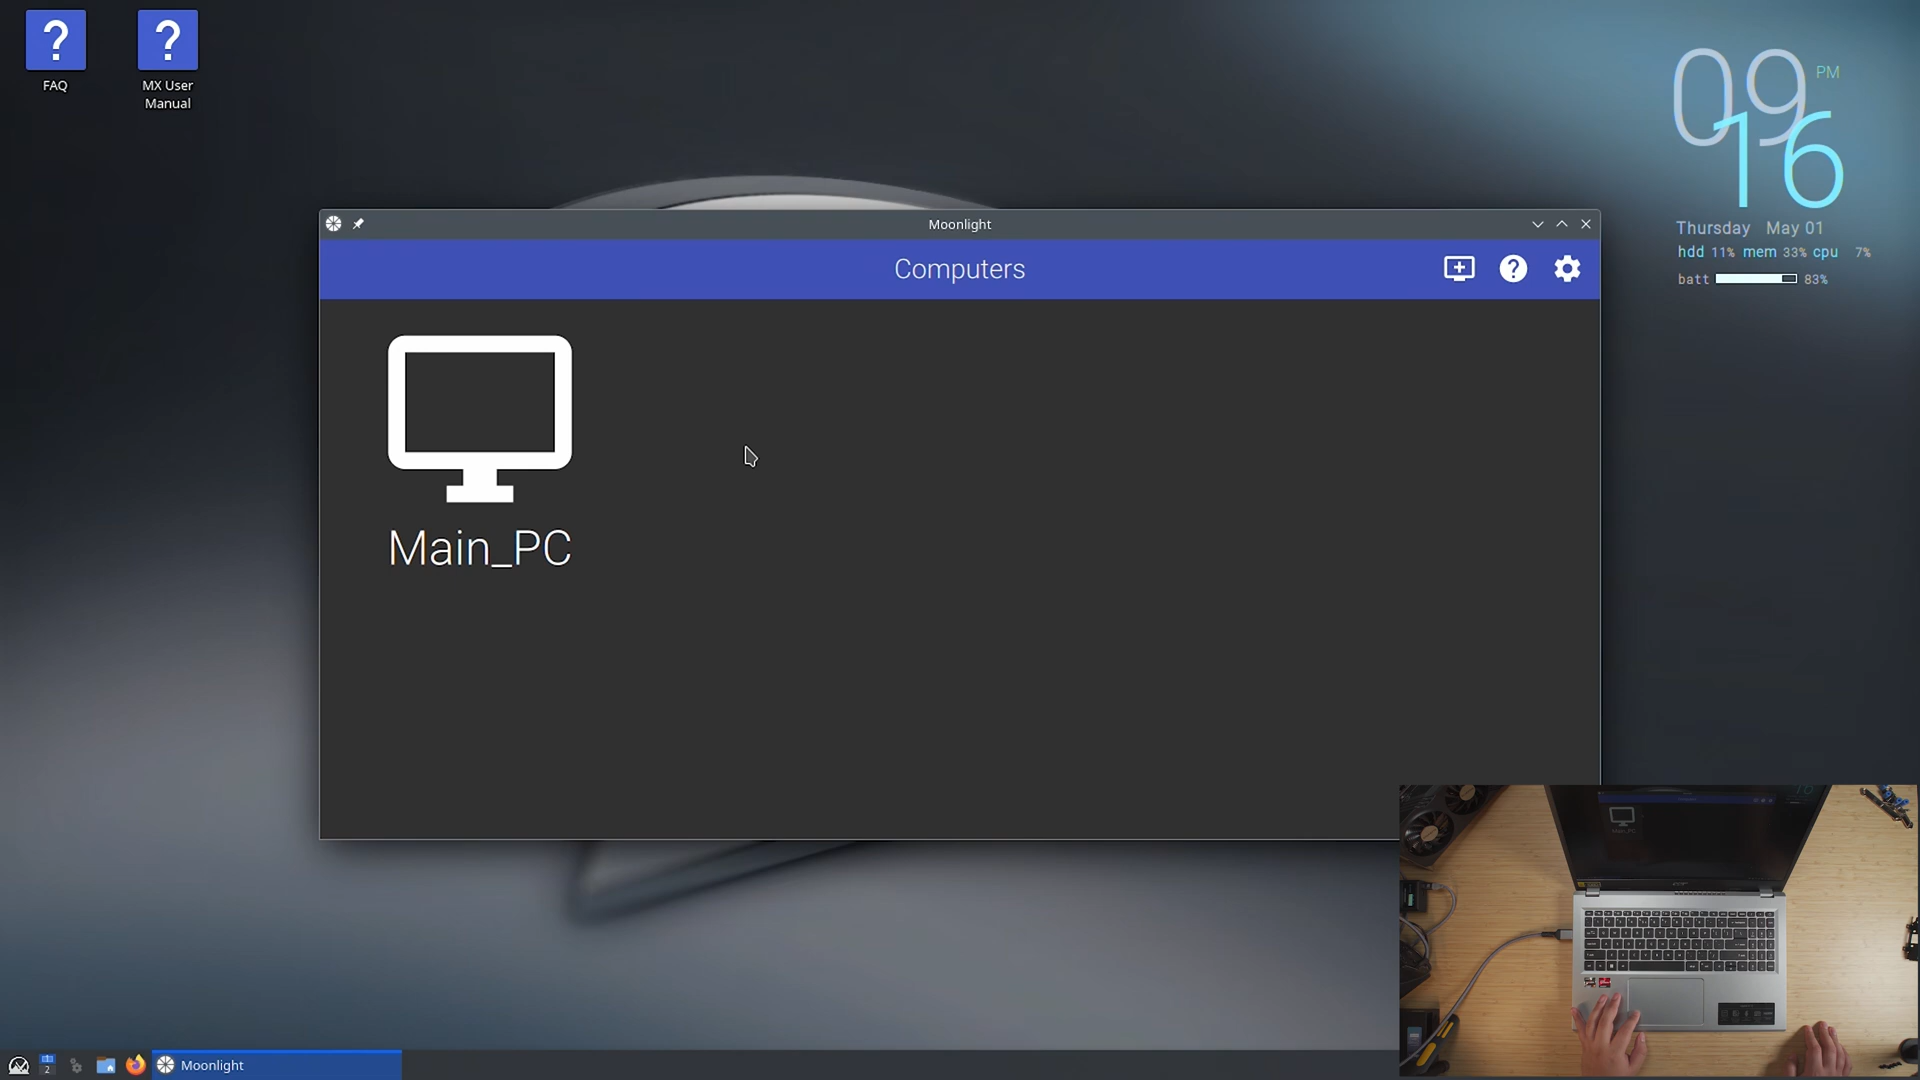 FAQ
MX User
Manual
09
PM
16
Thursday May 01
hdd 11% mem 33% cpu 7%
batt 83%
Moonlight
Computers
Main_PC
2
Moonlight